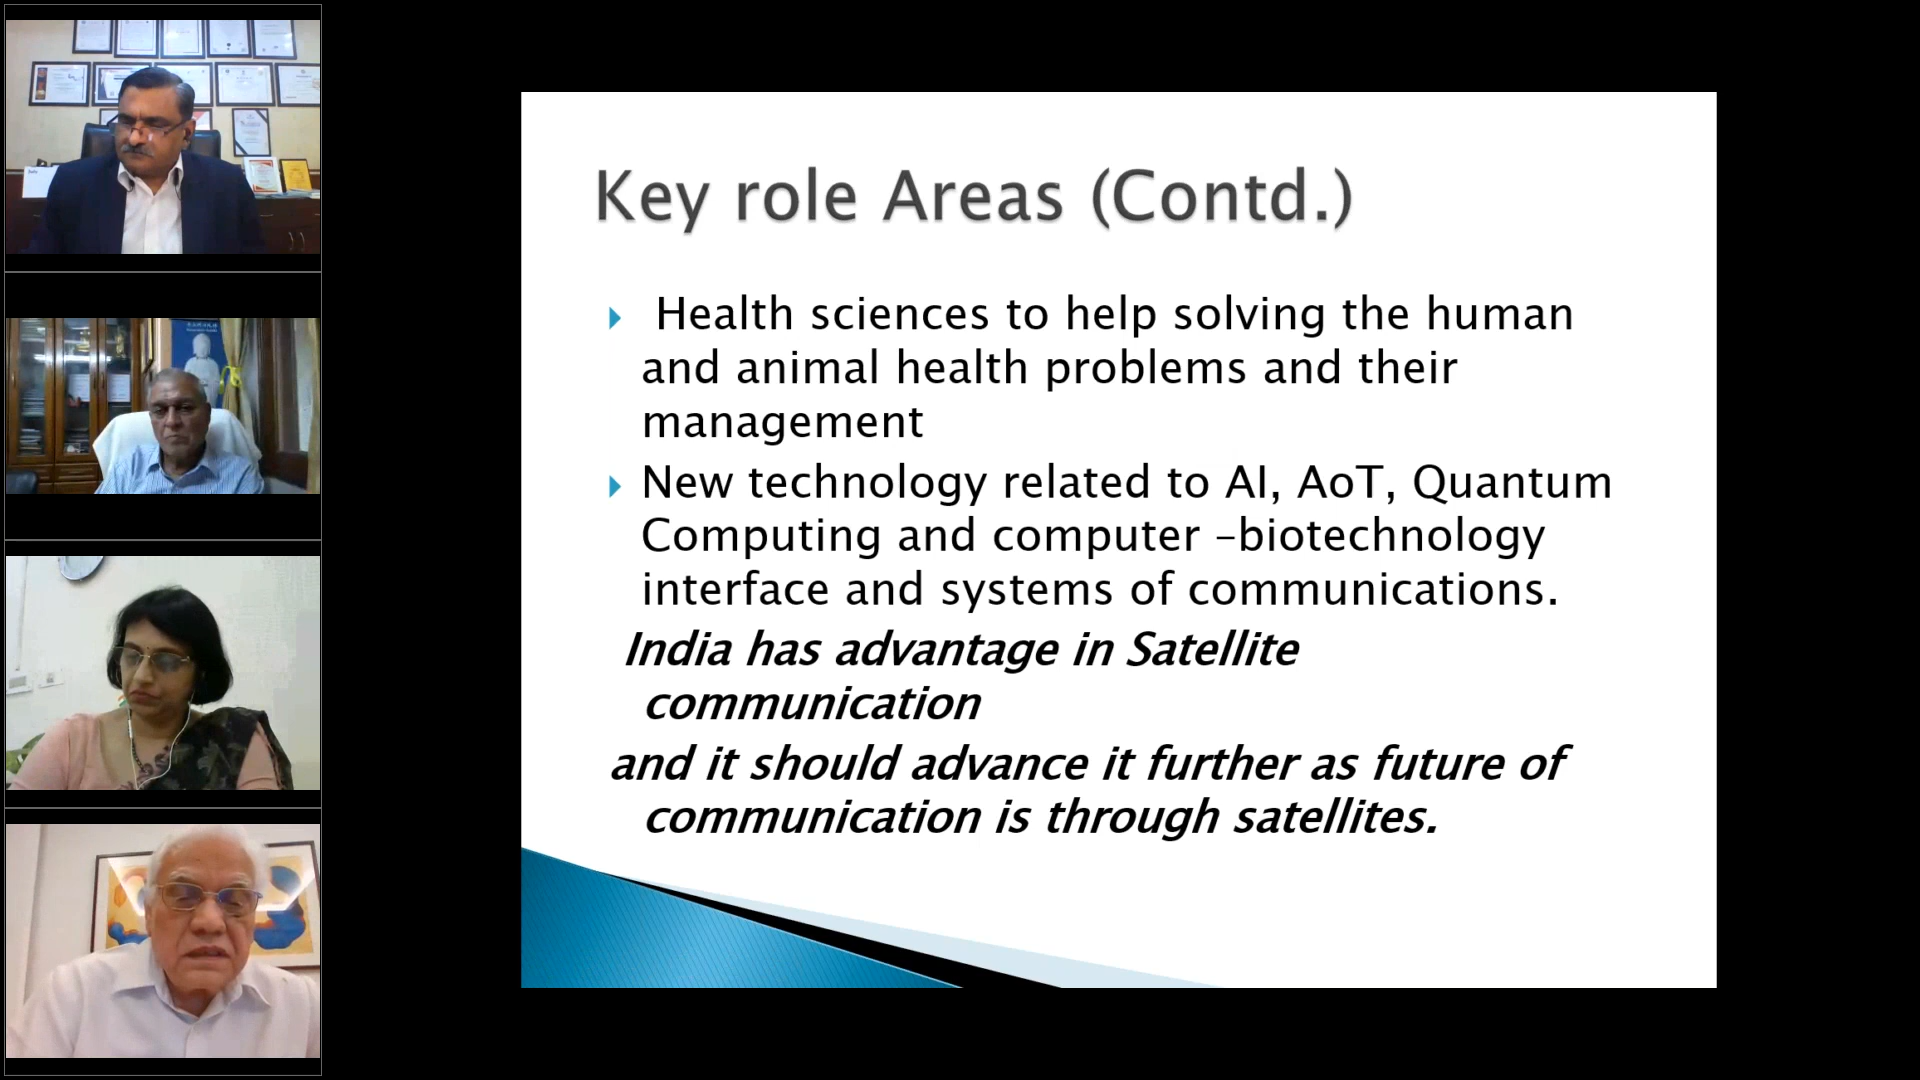 Key role Areas (Contd.)
Health sciences to help solving the human
and animal health problems and their
management
New technology related to AI, AoT, Quantum
Computing and computer –biotechnology
interface and systems of communications.
India has advantage in Satellite
communication
and it should advance it further as future of
communication is through satellites.